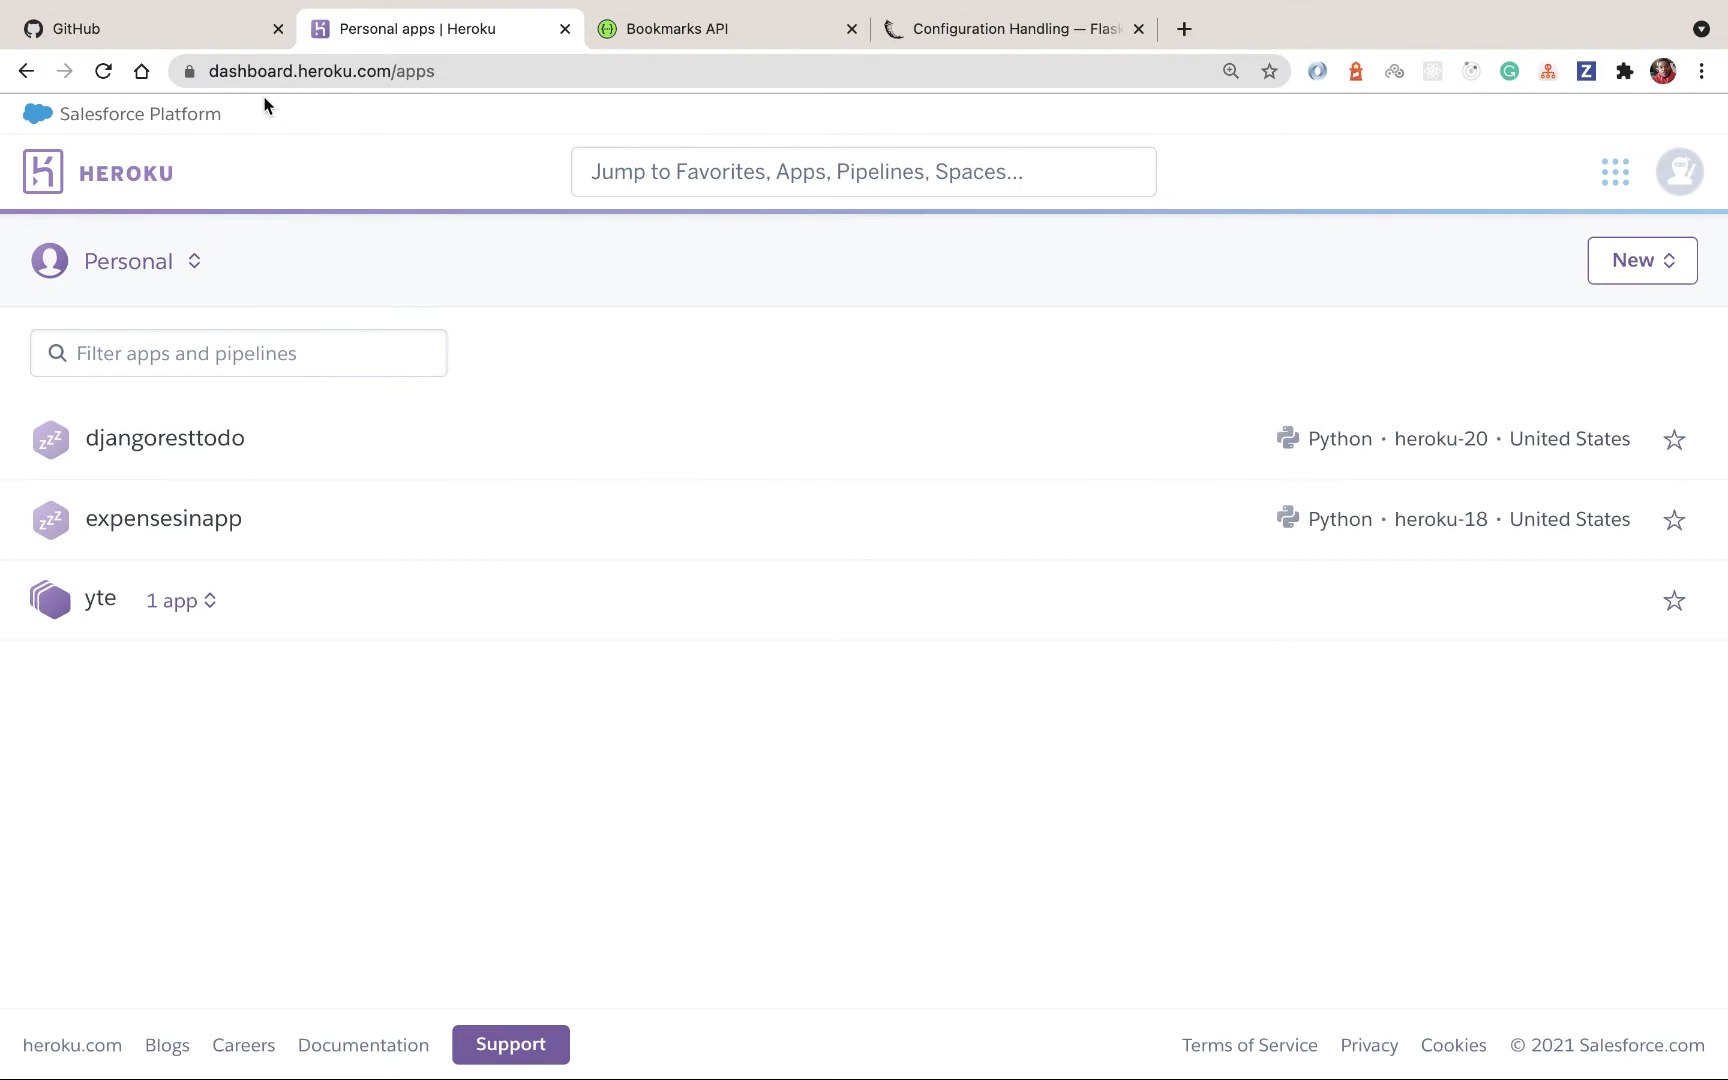 GitHub
Personal apps | Heroku
Bookmarks API
Configuration Handling — Flas
dashboard.heroku.com/apps
Salesforce Platform
HEROKU
Jump to Favorites, Apps, Pipelines, Spaces...
Personal
New
Filter apps and pipelines
djangoresttodo
Python · heroku-20 · United States
expensesinapp
Python · heroku-18 · United States
yte 1 app
heroku.com Blogs Careers Documentation Support Terms of Service Privacy Cookies © 2021 Salesforce.com